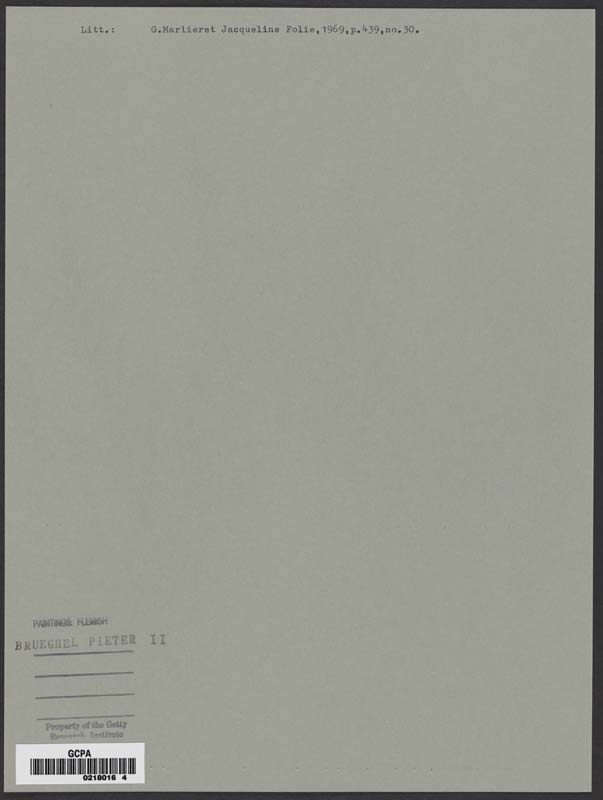 Litt.: G.Marlieret Jacqueline Folie,1969,p.439,no.30.
PAINTINGS: FLEMISH
BRUEGHEL PIETER II
Property of the Getty
Research Institute
GCPA
0218016 4